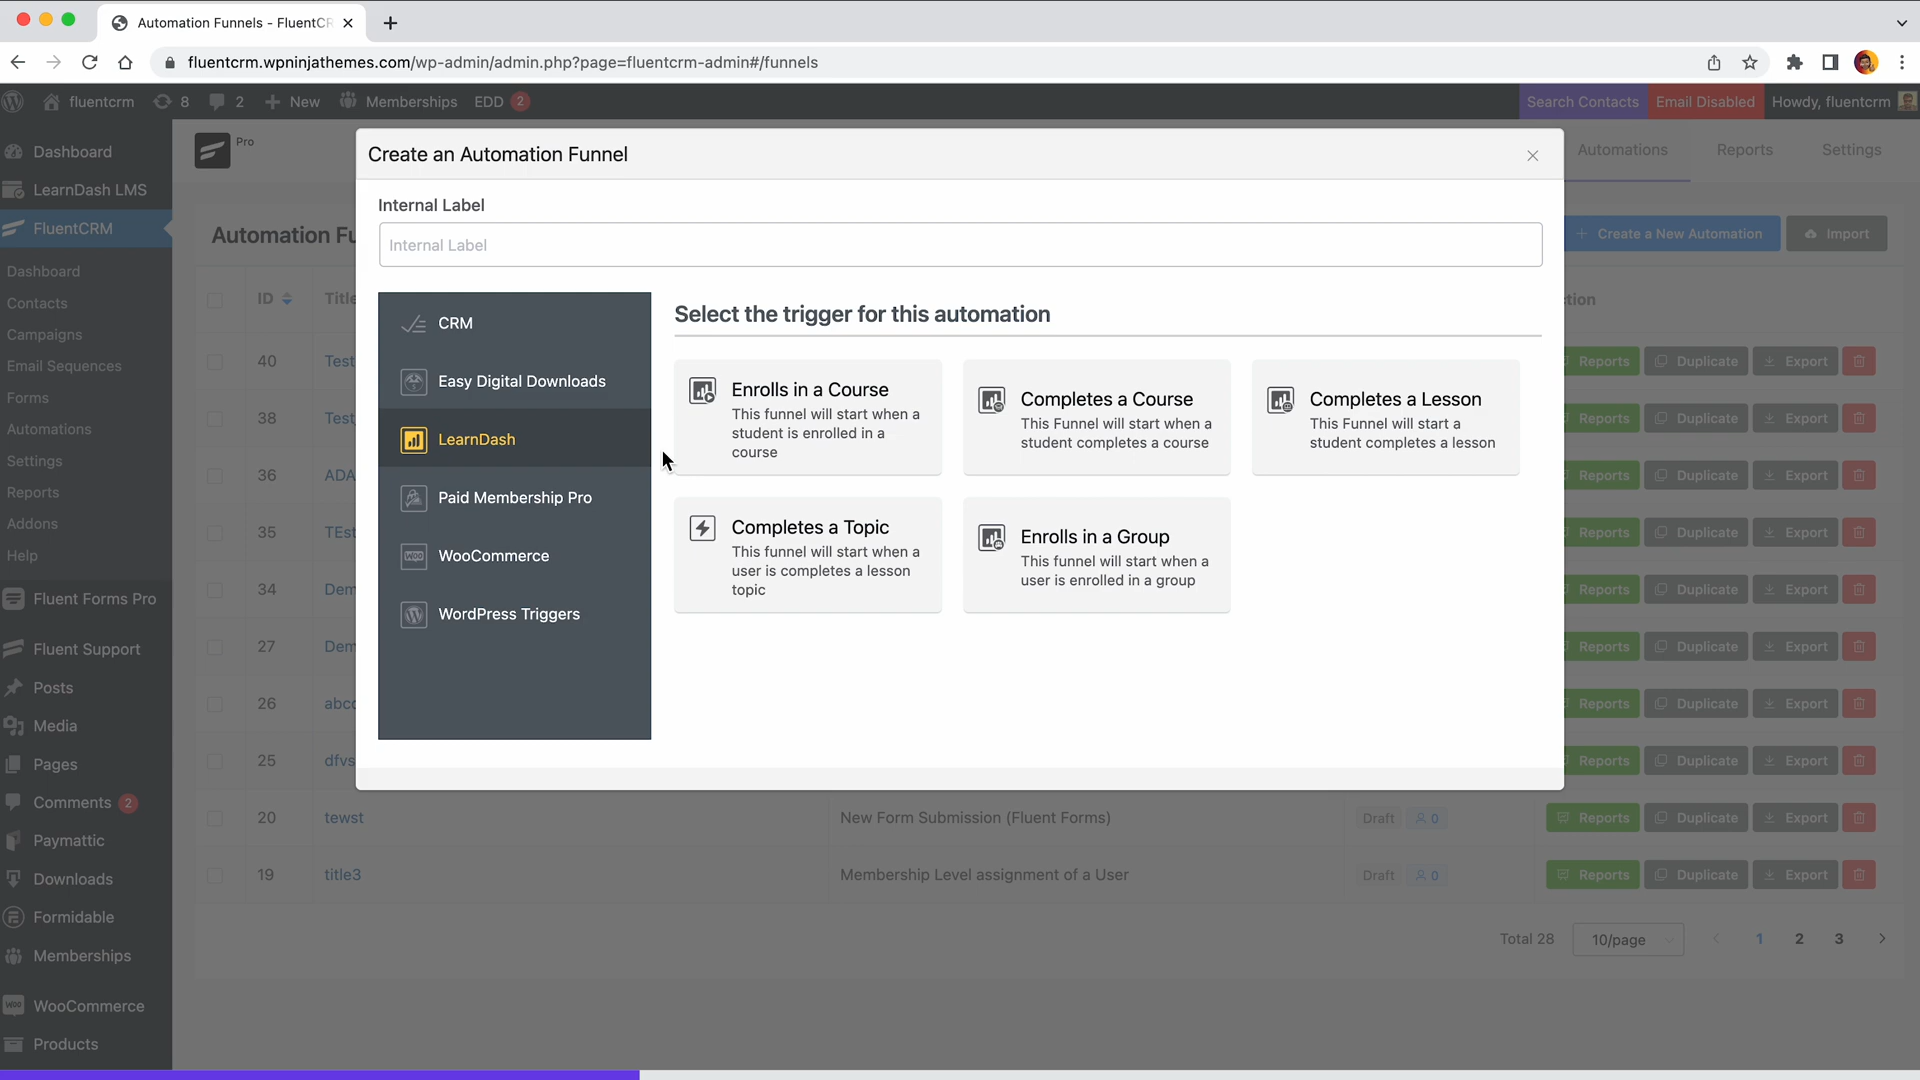 Automation Funnels - FluentCR
fluentcrm.wpninjathemes.com/wp-admin/admin.php?page=fluentcrm-admin#/funnels
fluentcrm 8 2 New Memberships EDD 2 Search Contacts Email Disabled Howdy, fluentcrm
Dashboard
LearnDash LMS
FluentCRM
Dashboard
Contacts
Campaigns
Email Sequences
Forms
Automations
Settings
Reports
Addons
Help
Fluent Forms Pro
Fluent Support
Posts
Media
Pages
Comments 2
Paymattic
Downloads
Formidable
Memberships
WooCommerce
Products
Pro
Automations Reports Settings
Automation Fu
Create a New Automation Import
ID Title
ction
40 Test Reports Duplicate Export
38 Test Reports Duplicate Export
36 ADA Reports Duplicate Export
35 TEst Reports Duplicate Export
34 Dem Reports Duplicate Export
27 Dem Reports Duplicate Export
26 abcc Reports Duplicate Export
25 dfvs Reports Duplicate Export
20 tewst New Form Submission (Fluent Forms) Draft 0 Reports Duplicate Export
19 title3 Membership Level assignment of a User Draft 0 Reports Duplicate Export
Total 28 10/page 1 2 3
Create an Automation Funnel
Internal Label
Internal Label
CRM
Easy Digital Downloads
LearnDash
Paid Membership Pro
WooCommerce
WordPress Triggers
Select the trigger for this automation
Enrolls in a Course
This funnel will start when a
student is enrolled in a
course
Completes a Course
This Funnel will start when a
student completes a course
Completes a Lesson
This Funnel will start a
student completes a lesson
Completes a Topic
This funnel will start when a
user is completes a lesson
topic
Enrolls in a Group
This funnel will start when a
user is enrolled in a group